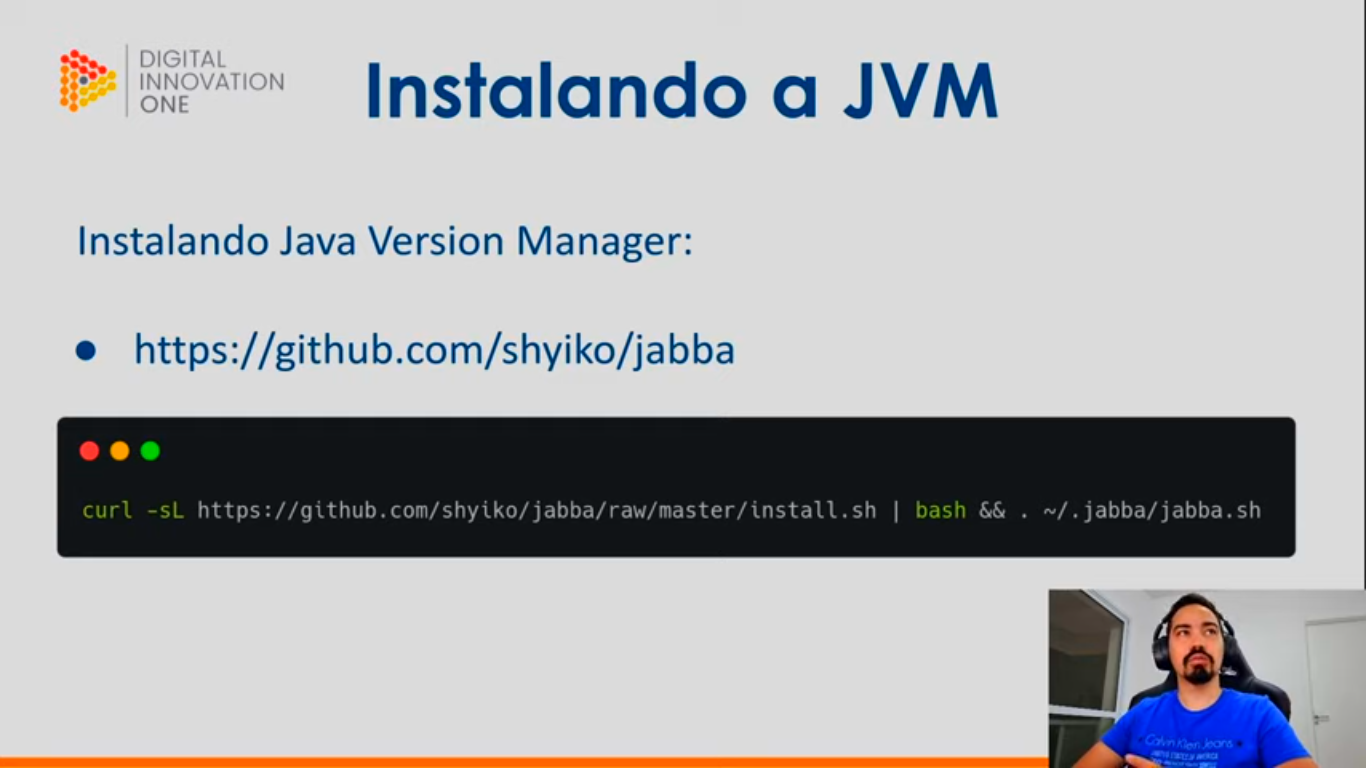 DIGITAL
INNOVATION
ONE
Instalando a JVM
Instalando Java Version Manager:
● https://github.com/shyiko/jabba
curl -sL https://github.com/shyiko/jabba/raw/master/install.sh | bash && . ~/.jabba/jabba.sh
Calvin Klein Jeans